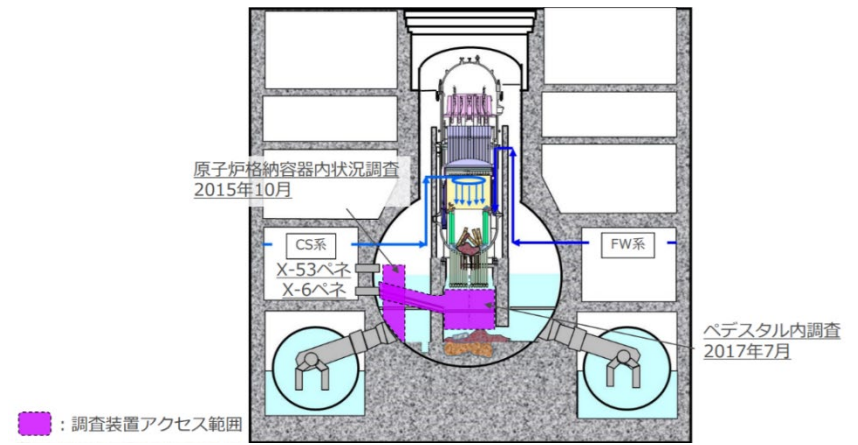 原子炉格納容器内状況調査
2015年10月
CS系
FW系
X-53ペネ
X-6ペネ
ペデスタル内調査
2017年7月
：調査装置アクセス範囲